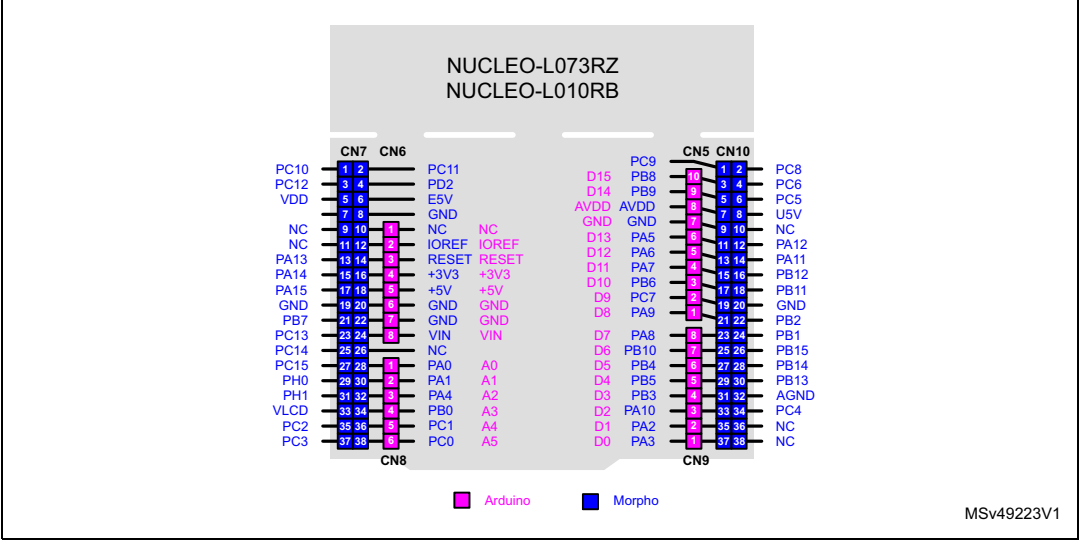 NUCLEO-L073RZ
NUCLEO-L010RB
CN7 CN6 CN5 CN10
PC9
PC10 1 2 PC11 1 2 PC8
D15 PB8 10
PC12 3 4 PD2 3 4 PC6
D14 PB9 9
VDD 5 6 E5V 5 6 PC5
AVDD AVDD 8
7 8 GND 7 8 U5V
GND GND 7
NC 9 10 1 NC NC 9 10 NC
D13 PA5 6
NC 11 12 2 IOREF IOREF 11 12 PA12
D12 PA6 5
PA13 13 14 3 RESET RESET 13 14 PA11
D11 PA7 4
PA14 15 16 4 +3V3 +3V3 15 16 PB12
D10 PB6 3
PA15 17 18 5 +5V +5V 17 18 PB11
D9 PC7 2
GND 19 20 6 GND GND 19 20 GND
D8 PA9 1
PB7 21 22 7 GND GND 21 22 PB2
PC13 23 24 8 VIN VIN D7 PA8 8 23 24 PB1
PC14 25 26 NC D6 PB10 7 25 26 PB15
PC15 27 28 1 PA0 A0 D5 PB4 6 27 28 PB14
PH0 29 30 2 PA1 A1 D4 PB5 5 29 30 PB13
PH1 31 32 3 PA4 A2 D3 PB3 4 31 32 AGND
VLCD 33 34 4 PB0 A3 D2 PA10 3 33 34 PC4
PC2 35 36 5 PC1 A4 D1 PA2 2 35 36 NC
PC3 37 38 6 PC0 A5 D0 PA3 1 37 38 NC
CN8 CN9
Arduino Morpho
MSv49223V1